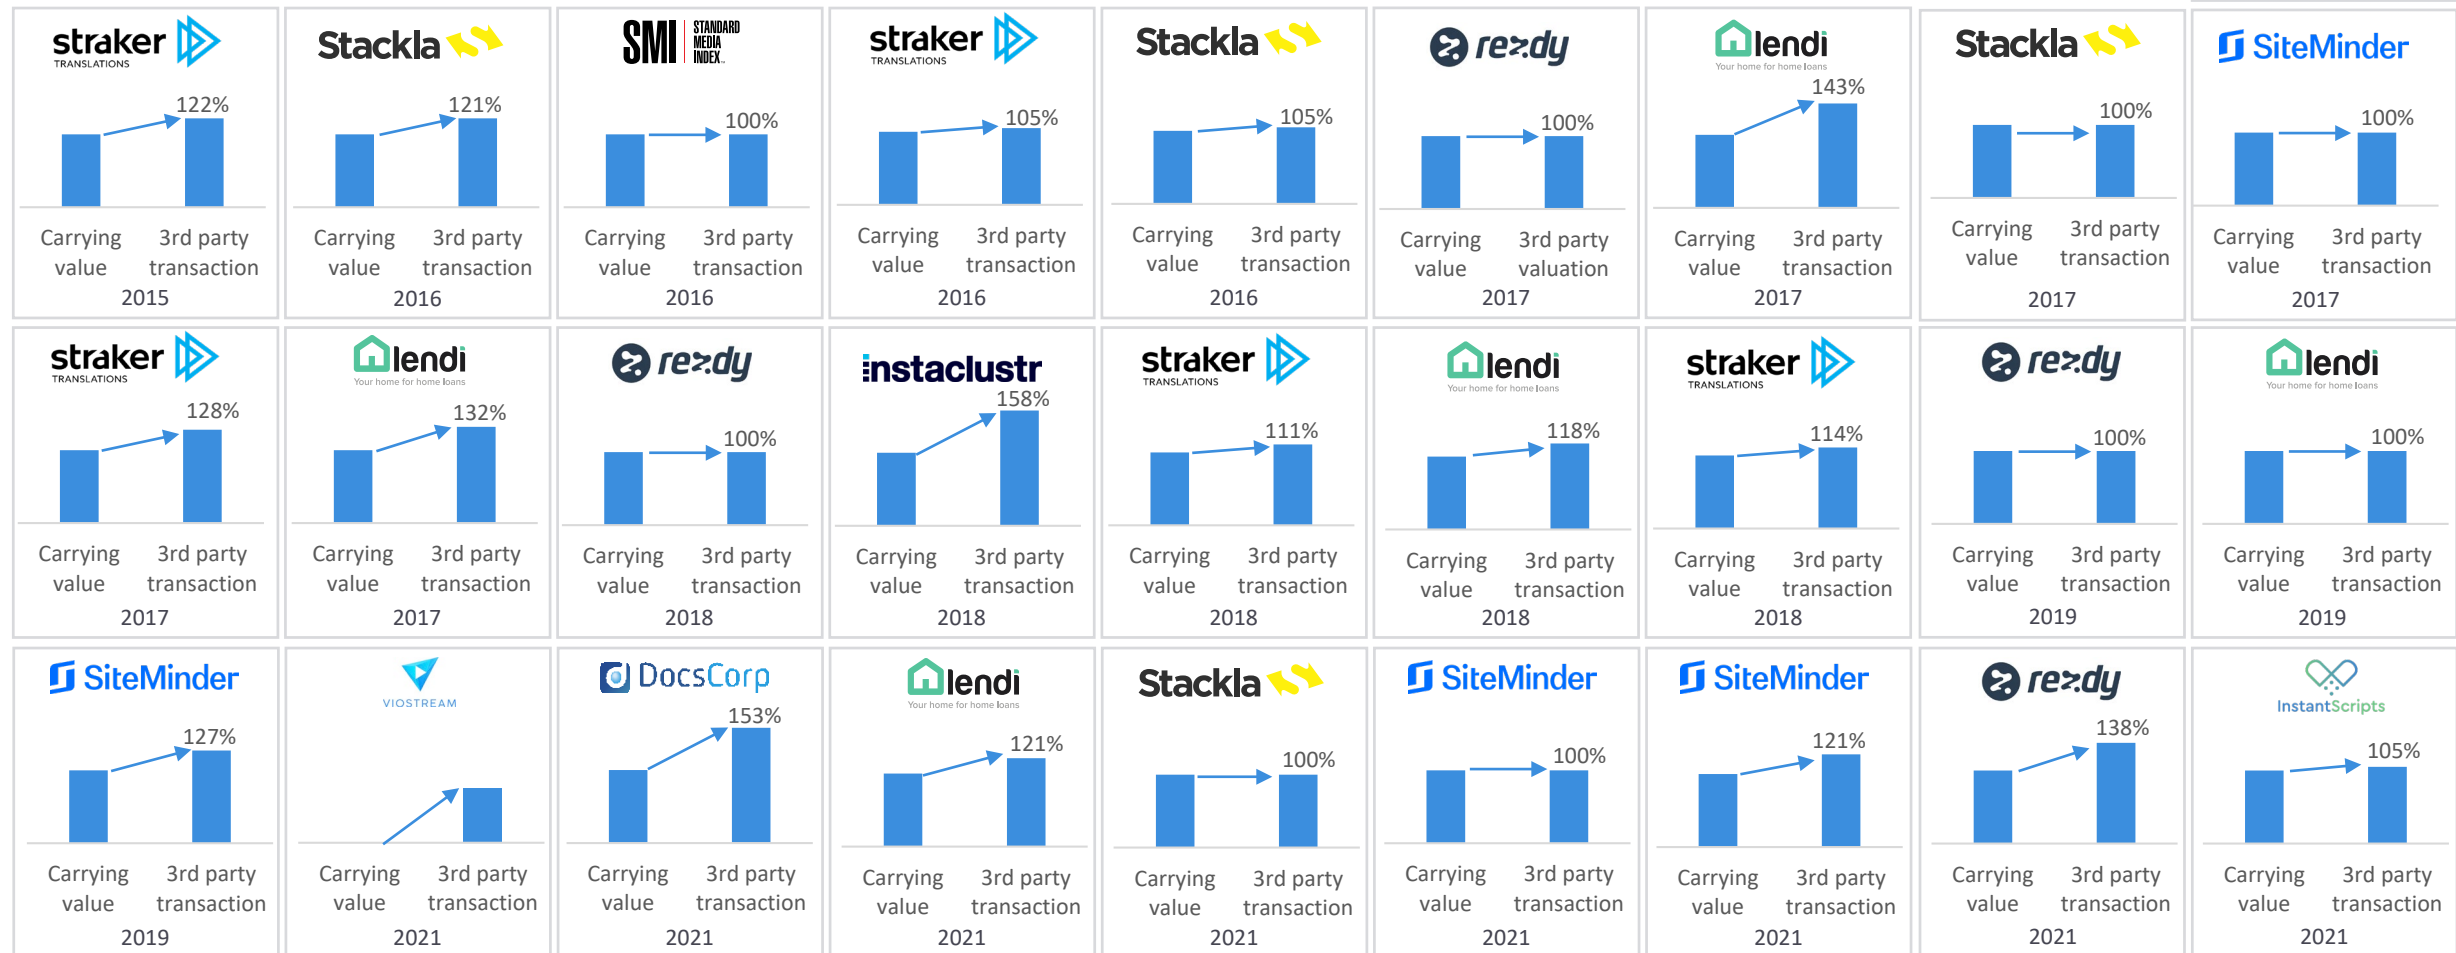 straker
TRANSLATIONS
122%
Carrying value
3rd party transaction
2015
Stackla
121%
Carrying value
3rd party transaction
2016
SMI STANDARD MEDIA INDEX
100%
Carrying value
3rd party transaction
2016
straker
TRANSLATIONS
105%
Carrying value
3rd party transaction
2016
Stackla
105%
Carrying value
3rd party transaction
2016
rezdy
100%
Carrying value
3rd party valuation
2017
lendi
Your home for home loans
143%
Carrying value
3rd party transaction
2017
Stackla
100%
Carrying value
3rd party transaction
2017
SiteMinder
100%
Carrying value
3rd party transaction
2017
straker
TRANSLATIONS
128%
Carrying value
3rd party transaction
2017
lendi
Your home for home loans
132%
Carrying value
3rd party transaction
2017
rezdy
100%
Carrying value
3rd party transaction
2018
instaclustr
158%
Carrying value
3rd party transaction
2018
straker
TRANSLATIONS
111%
Carrying value
3rd party transaction
2018
lendi
Your home for home loans
118%
Carrying value
3rd party transaction
2018
straker
TRANSLATIONS
114%
Carrying value
3rd party transaction
2018
rezdy
100%
Carrying value
3rd party transaction
2019
lendi
Your home for home loans
100%
Carrying value
3rd party transaction
2019
SiteMinder
127%
Carrying value
3rd party transaction
2019
VIOSTREAM
Carrying value
3rd party transaction
2021
DocsCorp
153%
Carrying value
3rd party transaction
2021
lendi
Your home for home loans
121%
Carrying value
3rd party transaction
2021
Stackla
100%
Carrying value
3rd party transaction
2021
SiteMinder
100%
Carrying value
3rd party transaction
2021
SiteMinder
121%
Carrying value
3rd party transaction
2021
rezdy
138%
Carrying value
3rd party transaction
2021
InstantScripts
105%
Carrying value
3rd party transaction
2021